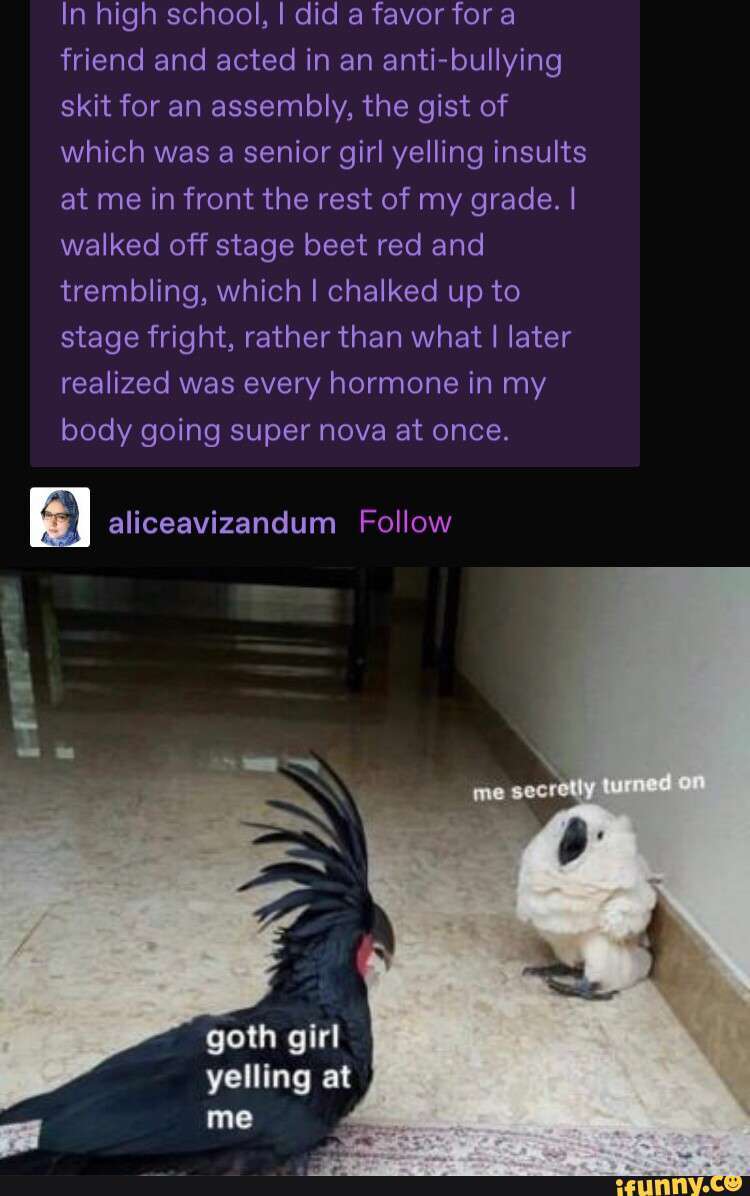 In high school, I did a favor for a
friend and acted in an anti-bullying
skit for an assembly, the gist of
which was a senior girl yelling insults
at me in front the rest of my grade. I
walked off stage beet red and
trembling, which I chalked up to
stage fright, rather than what I later
realized was every hormone in my
body going super nova at once.
aliceavizandum Follow
me secretly turned on
goth girl
yelling at
me
ifunny.co